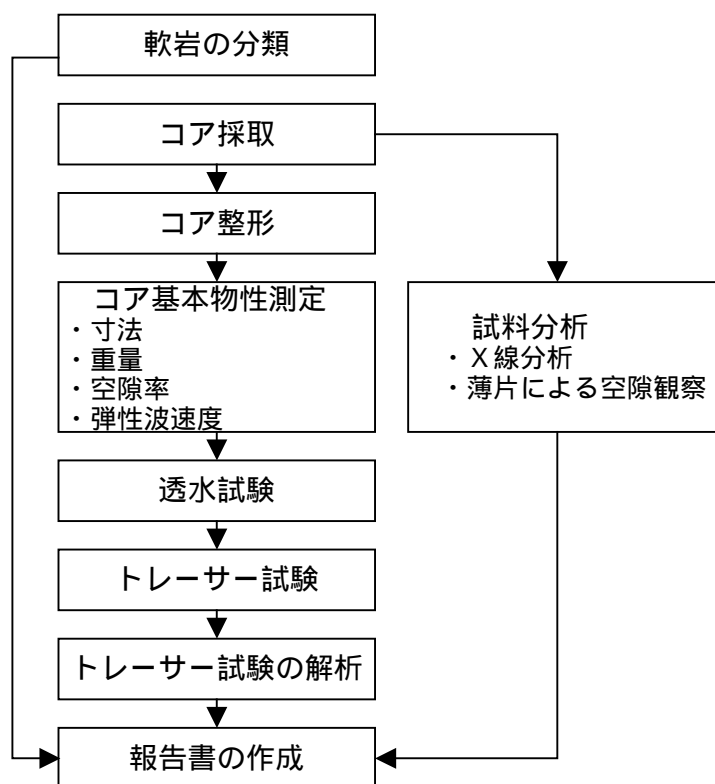 軟岩の分類
コア採取
コア整形
コア基本物性測定
・寸法
・重量
・空隙率
・弾性波速度
試料分析
・X線分析
・薄片による空隙観察
透水試験
トレーサー試験
トレーサー試験の解析
報告書の作成